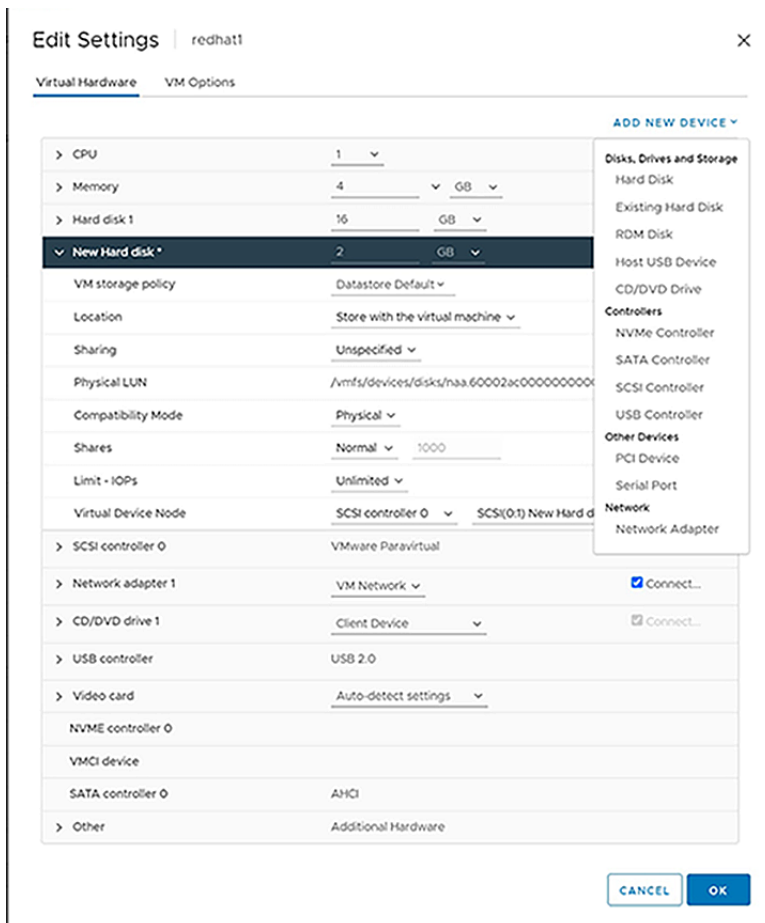 Edit Settings redhat1
Virtual Hardware VM Options
ADD NEW DEVICE
CPU 1
Memory 4 GB
Hard disk 1 16 GB
New Hard disk * 2 GB
VM storage policy Datastore Default
Location Store with the virtual machine
Sharing Unspecified
Physical LUN /vmfs/devices/disks/naa.60002ac0000000000
Compatibility Mode Physical
Shares Normal 1000
Limit - IOPs Unlimited
Virtual Device Node SCSI controller 0 SCSI(0:1) New Hard d
SCSI controller 0 VMware Paravirtual
Network adapter 1 VM Network Connect...
CD/DVD drive 1 Client Device Connect...
USB controller USB 2.0
Video card Auto-detect settings
NVME controller 0
VMCI device
SATA controller 0 AHCI
Other Additional Hardware
Disks, Drives and Storage
Hard Disk
Existing Hard Disk
RDM Disk
Host USB Device
CD/DVD Drive
Controllers
NVMe Controller
SATA Controller
SCSI Controller
USB Controller
Other Devices
PCI Device
Serial Port
Network
Network Adapter
CANCEL OK